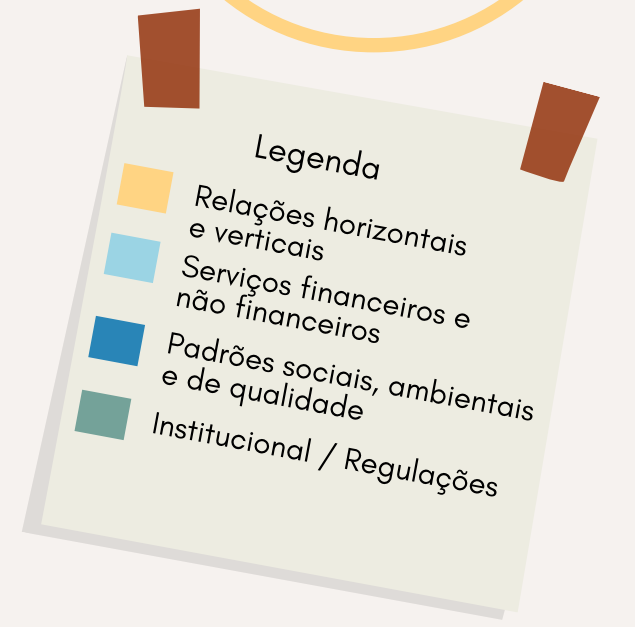 Legenda
Relações horizontais
e verticais
Serviços financeiros e
não financeiros
Padrões sociais, ambientais
e de qualidade
Institucional / Regulações